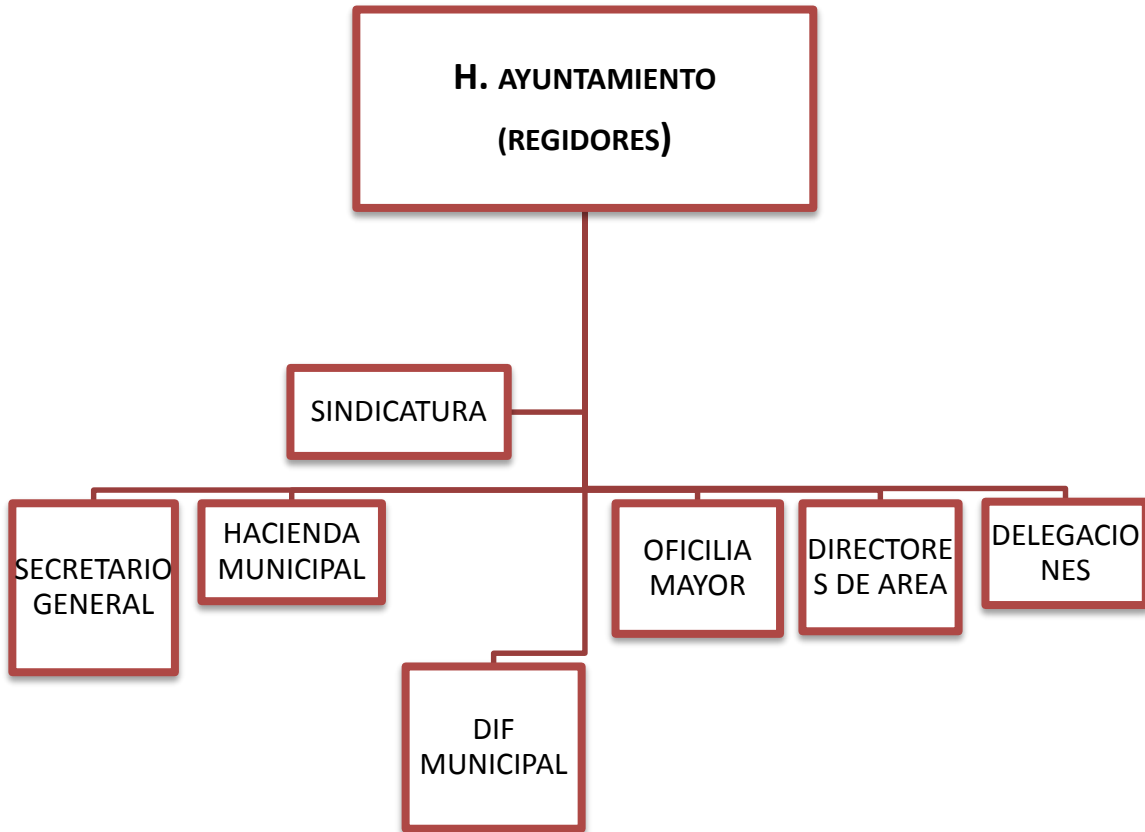 H. AYUNTAMIENTO
(REGIDORES)
SINDICATURA
SECRETARIO
GENERAL
HACIENDA
MUNICIPAL
OFICILIA
MAYOR
DIRECTORE
S DE AREA
DELEGACIO
NES
DIF
MUNICIPAL